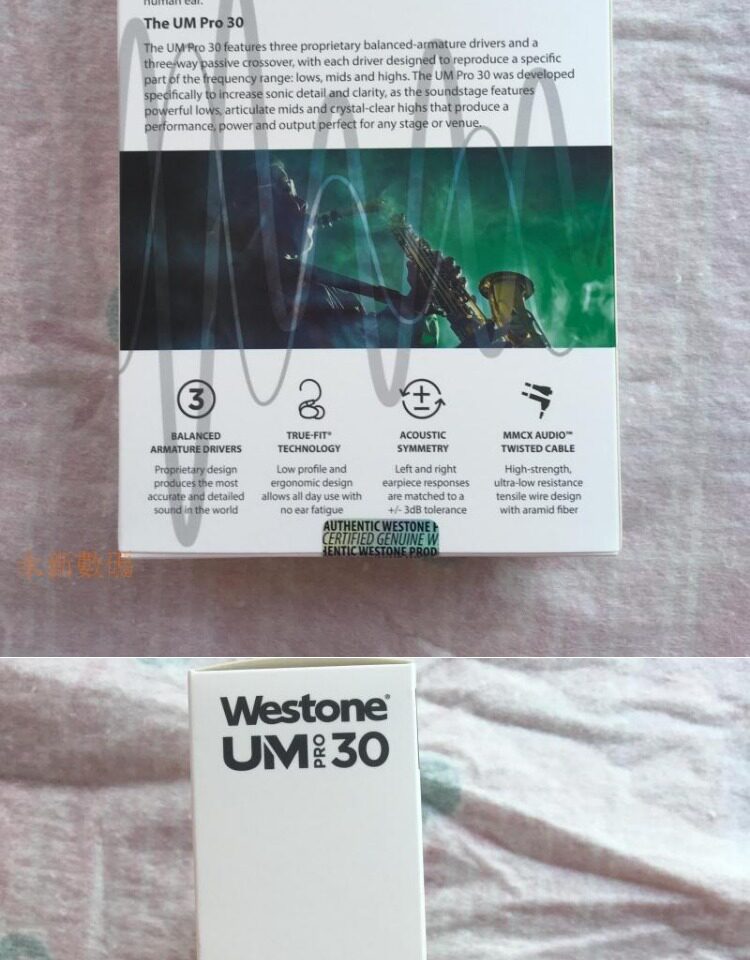 human ear.
The UM Pro 30
The UM Pro 30 features three proprietary balanced-armature drivers and a
three-way passive crossover, with each driver designed to reproduce a specific
part of the frequency range: lows, mids and highs. The UM Pro 30 was developed
specifically to increase sonic detail and clarity, as the soundstage features
powerful lows, articulate mids and crystal-clear highs that produce a
performance, power and output perfect for any stage or venue.
3
BALANCED
ARMATURE DRIVERS
Proprietary design
produces the most
accurate and detailed
sound in the world
TRUE-FIT®
TECHNOLOGY
Low profile and
ergonomic design
allows all day use with
no ear fatigue
ACOUSTIC
SYMMETRY
Left and right
earpiece responses
are matched to a
+/- 3dB tolerance
MMCX AUDIO™
TWISTED CABLE
High-strength,
ultra-low resistance
tensile wire design
with aramid fiber
AUTHENTIC WESTONE
CERTIFIED GENUINE W
ENTIC WESTONE PROD
Westone®
UM PRO 30